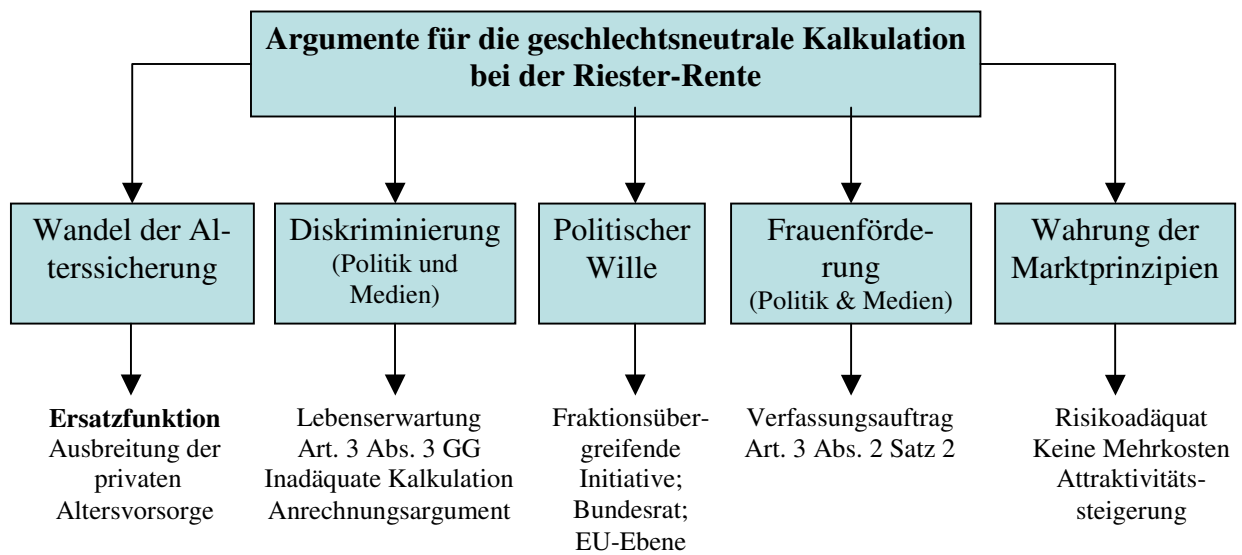 Argumente für die geschlechtsneutrale Kalkulation
bei der Riester-Rente
Wandel der Al-
terssicherung
Diskriminierung
(Politik und
Medien)
Politischer
Wille
Frauenförde-
rung
(Politik & Medien)
Wahrung der
Marktprinzipien
Ersatzfunktion
Ausbreitung der
privaten
Altersvorsorge
Lebenserwartung
Art. 3 Abs. 3 GG
Inadäquate Kalkulation
Anrechnungsargument
Fraktionsüber-
greifende
Initiative;
Bundesrat;
EU-Ebene
Verfassungsauftrag
Art. 3 Abs. 2 Satz 2
Risikoadäquat
Keine Mehrkosten
Attraktivitäts-
steigerung